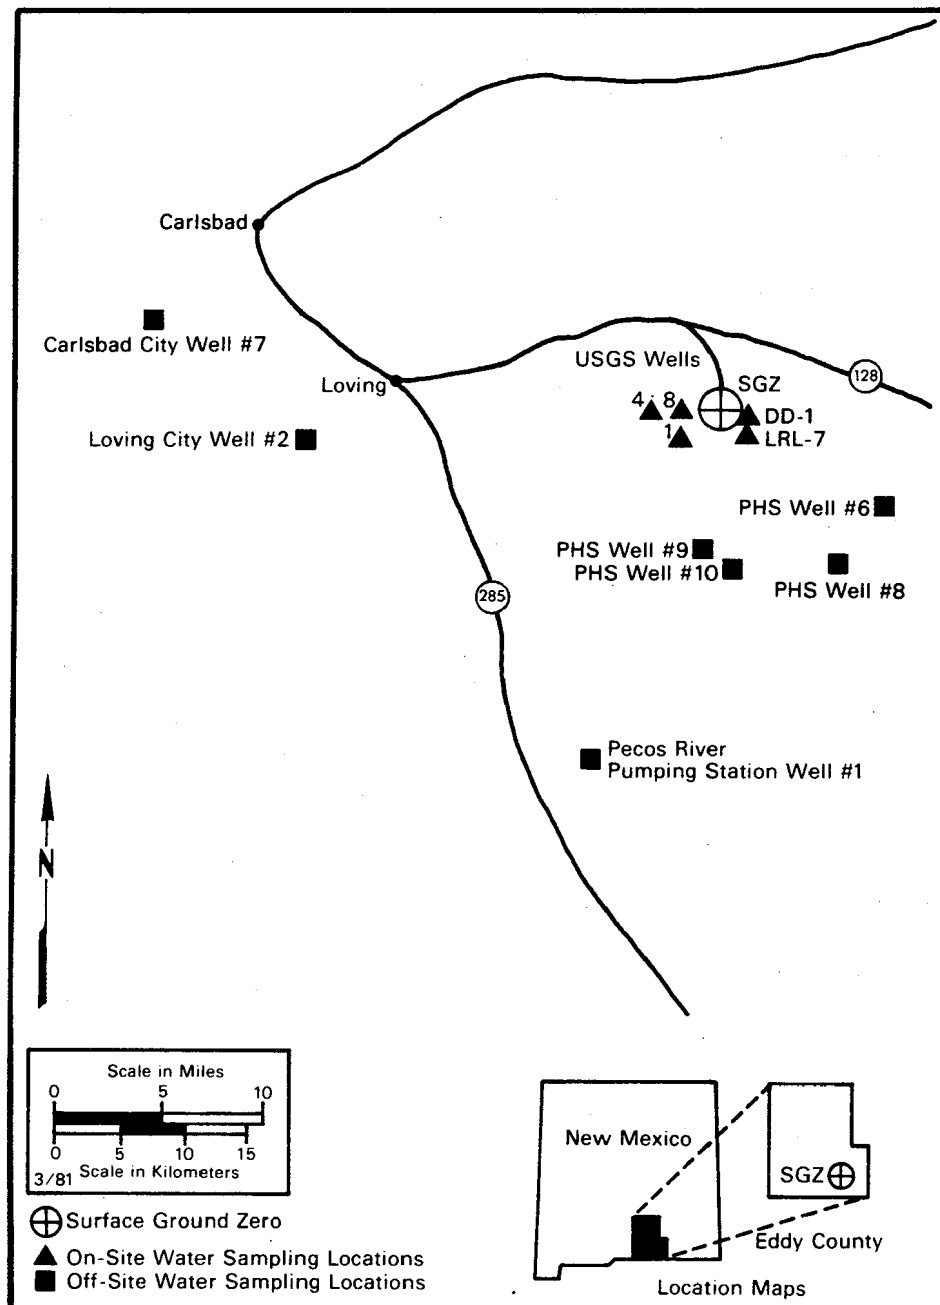 Carlsbad
Carlsbad City Well #7
Loving
USGS Wells
128
SGZ
4 8
DD-1
1
LRL-7
Loving City Well #2
PHS Well #6
PHS Well #9
PHS Well #10
PHS Well #8
285
Pecos River
Pumping Station Well #1
N
Scale in Miles
0 5 10
0 5 10 15
Scale in Kilometers
3/81
Surface Ground Zero
On-Site Water Sampling Locations
Off-Site Water Sampling Locations
New Mexico
SGZ
Eddy County
Location Maps